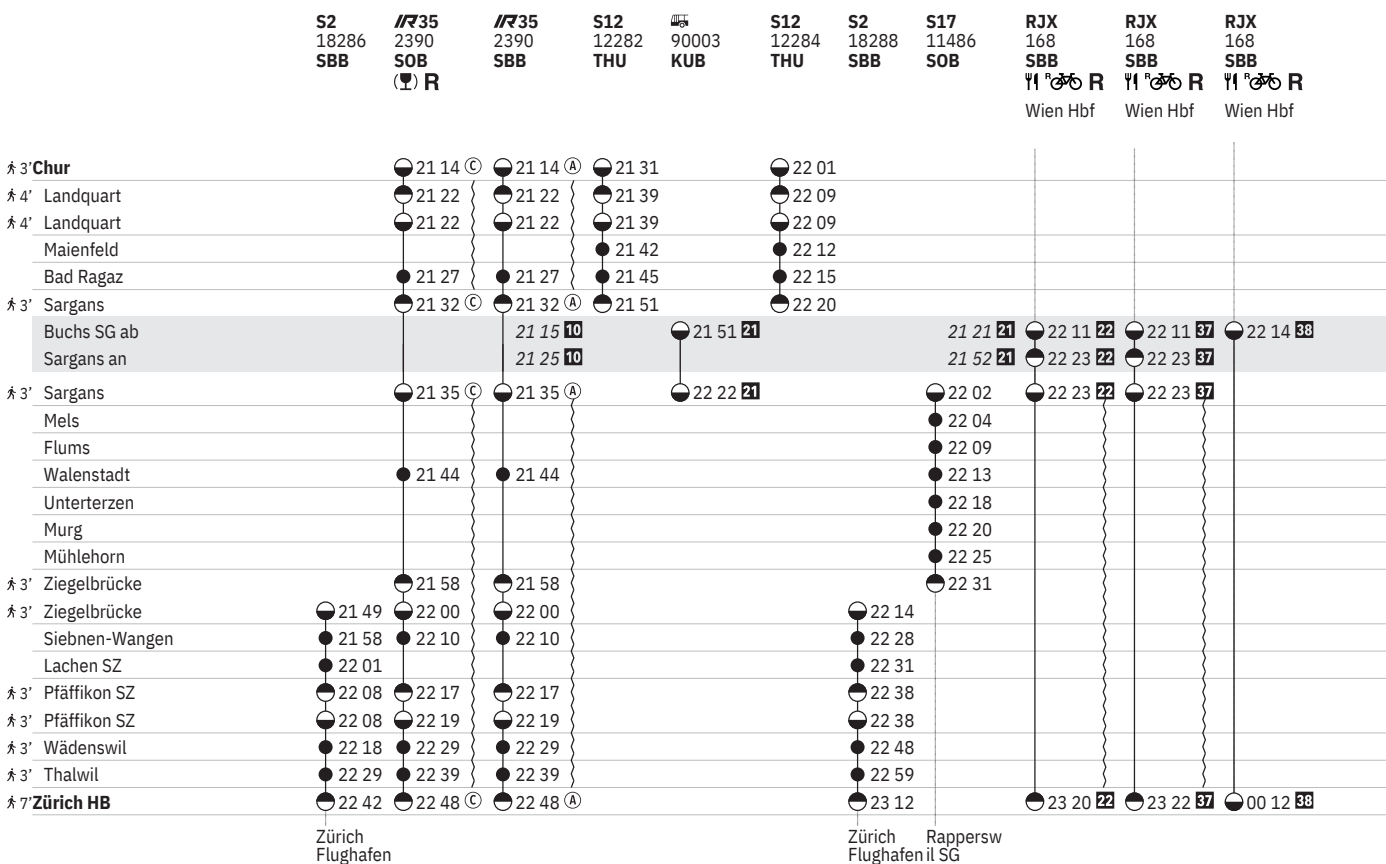 S2 IR35 IR35 S12 S12 S2 S17 RJX RJX RJX
18286 2390 2390 12282 90003 12284 18288 11486 168 168 168
SBB SOB SBB THU KUB THU SBB SOB SBB SBB SBB
R R R R R R R
Wien Hbf Wien Hbf Wien Hbf
3' Chur 21 14 C 21 14 A 21 31 22 01
4' Landquart 21 22 21 22 21 39 22 09
4' Landquart 21 22 21 22 21 39 22 09
Maienfeld 21 42 22 12
Bad Ragaz 21 27 21 27 21 45 22 15
3' Sargans 21 32 C 21 32 A 21 51 22 20
Buchs SG ab 21 15 10 21 51 21 21 21 21 22 11 22 22 11 37 22 14 38
Sargans an 21 25 10 21 52 21 22 23 22 22 23 37
3' Sargans 21 35 C 21 35 A 22 22 21 22 02 22 23 22 22 23 37
Mels 22 04
Flums 22 09
Walenstadt 21 44 21 44 22 13
Unterterzen 22 18
Murg 22 20
Mühlehorn 22 25
3' Ziegelbrücke 21 58 21 58 22 31
3' Ziegelbrücke 21 49 22 00 22 00 22 14
Siebnen-Wangen 21 58 22 10 22 10 22 28
Lachen SZ 22 01 22 31
3' Pfäffikon SZ 22 08 22 17 22 17 22 38
3' Pfäffikon SZ 22 08 22 19 22 19 22 38
3' Wädenswil 22 18 22 29 22 29 22 48
3' Thalwil 22 29 22 39 22 39 22 59
7' Zürich HB 22 42 22 48 C 22 48 A 23 12 23 20 22 23 22 37 00 12 38
Zürich Zürich Rappersw
Flughafen Flughafen il SG